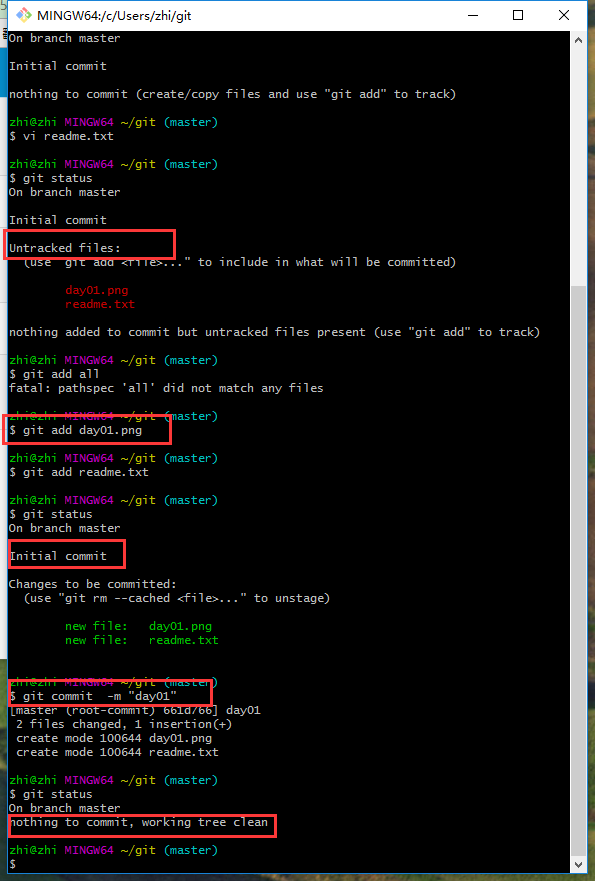 MINGW64:/c/Users/zhi/git
On branch master
Initial commit
nothing to commit (create/copy files and use "git add" to track)
zhi@zhi MINGW64 ~/git (master)
$ vi readme.txt
zhi@zhi MINGW64 ~/git (master)
$ git status
On branch master
Initial commit
Untracked files:
(use "git add <file>..." to include in what will be committed)
day01.png
readme.txt
nothing added to commit but untracked files present (use "git add" to track)
zhi@zhi MINGW64 ~/git (master)
$ git add all
fatal: pathspec 'all' did not match any files
zhi@zhi MINGW64 ~/git (master)
$ git add day01.png
zhi@zhi MINGW64 ~/git (master)
$ git add readme.txt
zhi@zhi MINGW64 ~/git (master)
$ git status
On branch master
Initial commit
Changes to be committed:
(use "git rm --cached <file>..." to unstage)
new file:   day01.png
new file:   readme.txt
zhi@zhi MINGW64 ~/git (master)
$ git commit  -m "day01"
[master (root-commit) 661d766] day01
2 files changed, 1 insertion(+)
create mode 100644 day01.png
create mode 100644 readme.txt
zhi@zhi MINGW64 ~/git (master)
$ git status
On branch master
nothing to commit, working tree clean
zhi@zhi MINGW64 ~/git (master)
$